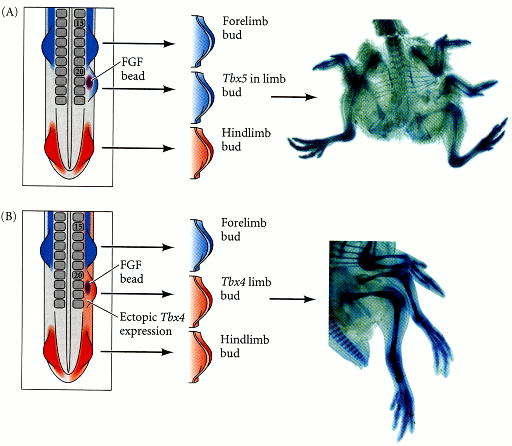 (A)
15
20
FGF
bead
Forelimb
bud
Tbx5 in limb
bud
Hindlimb
bud
(B)
15
20
FGF
bead
Ectopic Tbx4
expression
Forelimb
bud
Tbx4 limb
bud
Hindlimb
bud